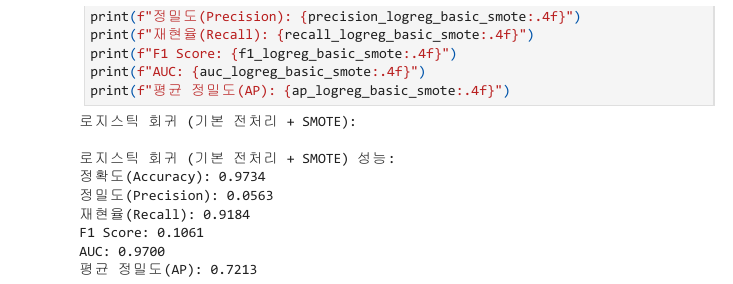 print(f"정밀도(Precision): {precision_logreg_basic_smote:.4f}")
print(f"재현율(Recall): {recall_logreg_basic_smote:.4f}")
print(f"F1 Score: {f1_logreg_basic_smote:.4f}")
print(f"AUC: {auc_logreg_basic_smote:.4f}")
print(f"평균 정밀도(AP): {ap_logreg_basic_smote:.4f}")
로지스틱 회귀 (기본 전처리 + SMOTE):
로지스틱 회귀 (기본 전처리 + SMOTE) 성능:
정확도(Accuracy): 0.9734
정밀도(Precision): 0.0563
재현율(Recall): 0.9184
F1 Score: 0.1061
AUC: 0.9700
평균 정밀도(AP): 0.7213